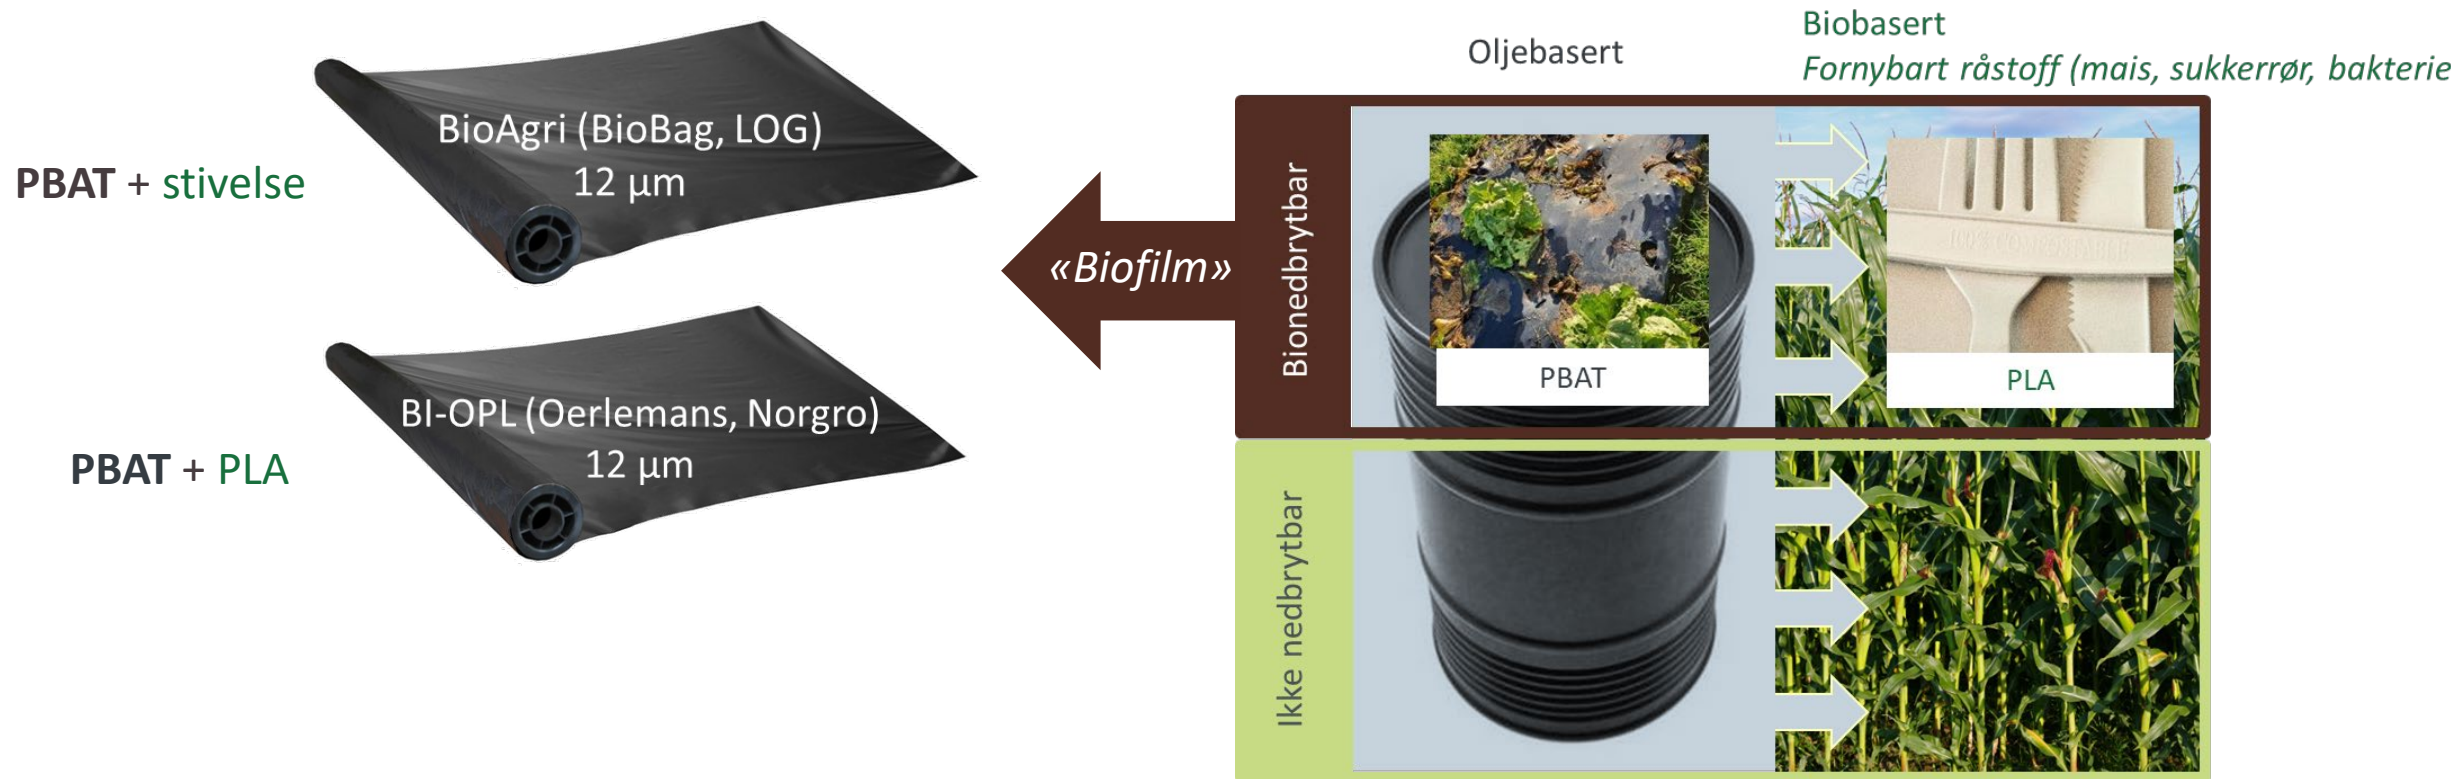 PBAT + stivelse
BioAgri (BioBag, LOG)
12 µm
PBAT + PLA
BI-OPL (Oerlemans, Norgro)
12 µm
«Biofilm»
Oljebasert
Biobasert
Fornybart råstoff (mais, sukkerrør, bakterie
Bionedbrytbar
PBAT
PLA
Ikke nedbrytbar